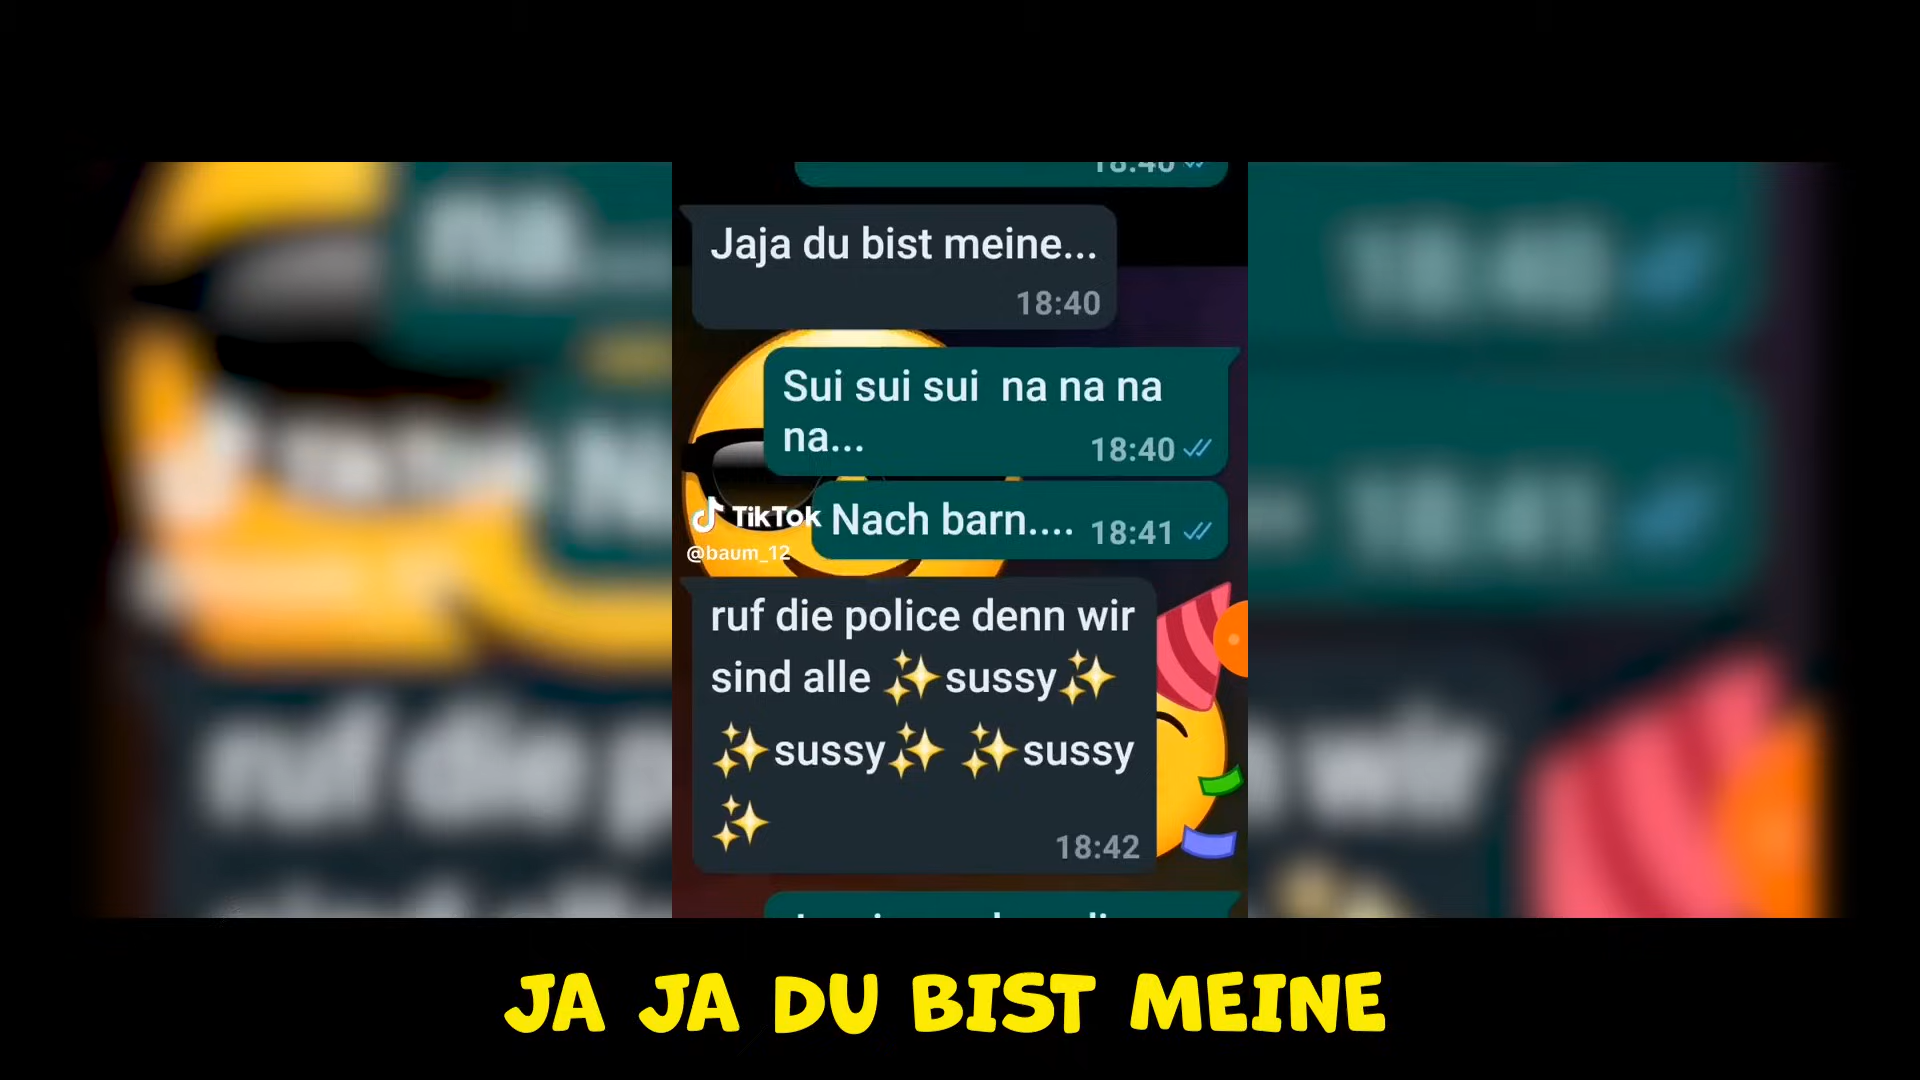 18:40
Jaja du bist meine...
18:40
Sui sui sui na na na
na...
18:40
TikTok
@baum_12
Nach barn....
18:41
ruf die police denn wir
sind alle ✨sussy✨
✨sussy✨ ✨sussy
✨
18:42
JA JA DU BIST MEINE